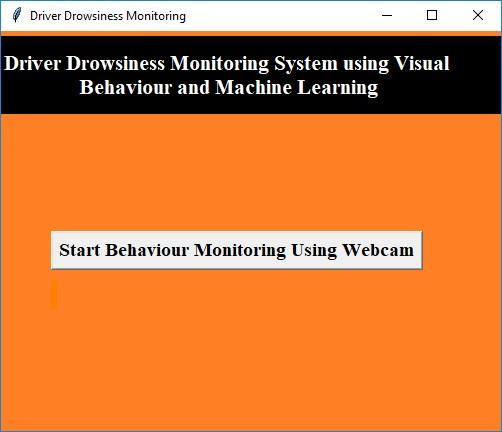 Driver Drowsiness Monitoring
Driver Drowsiness Monitoring System using Visual
Behaviour and Machine Learning
Start Behaviour Monitoring Using Webcam